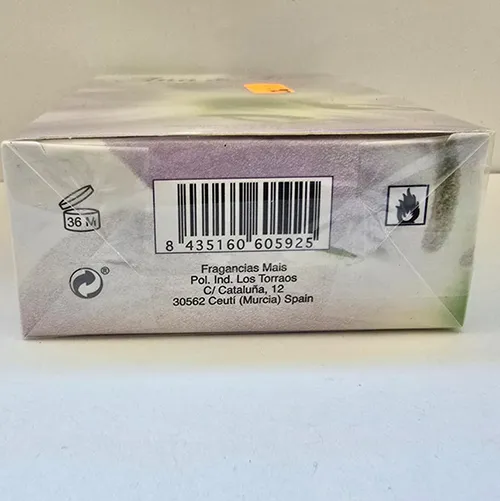 36 M
8 435160 605925
®
Fragancias Mais
Pol. Ind. Los Torraos
C/ Cataluña, 12
30562 Ceutí (Murcia) Spain